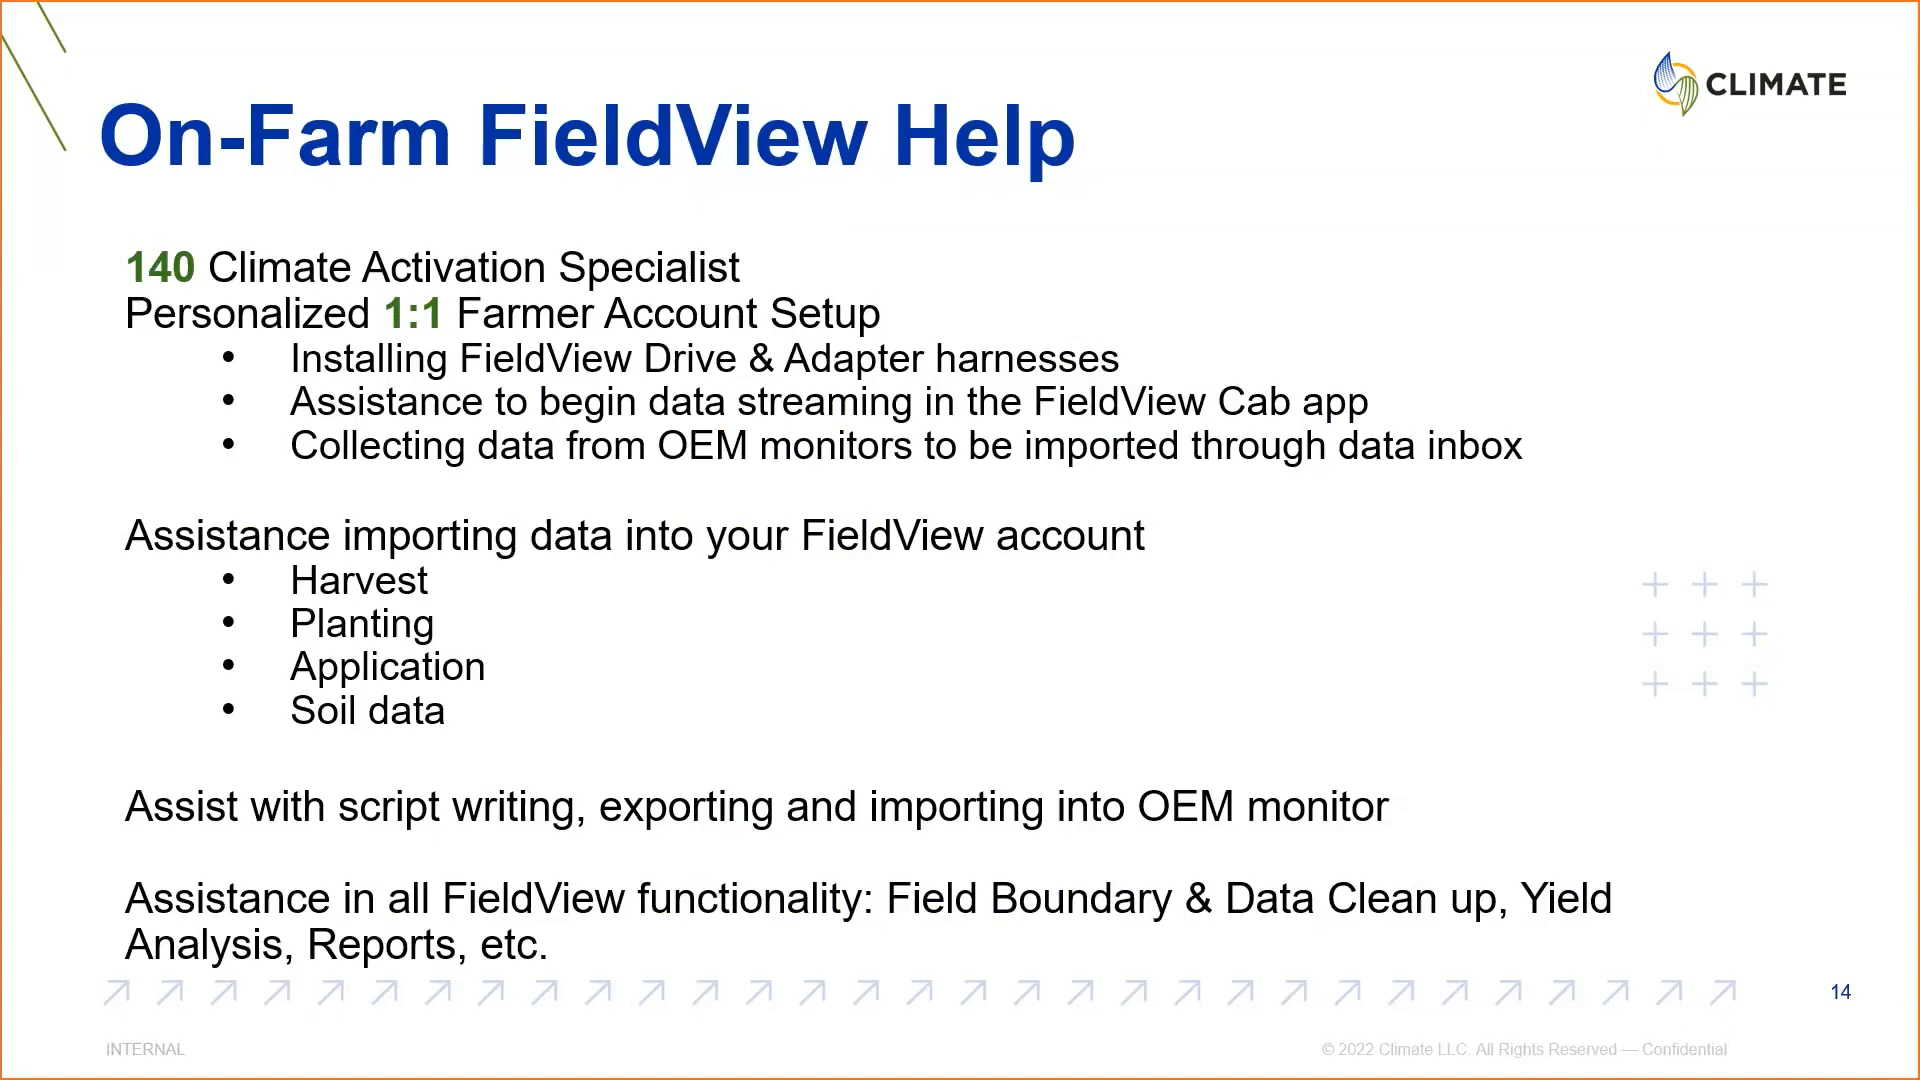 CLIMATE
On-Farm FieldView Help
140 Climate Activation Specialist
Personalized 1:1 Farmer Account Setup
• Installing FieldView Drive & Adapter harnesses
• Assistance to begin data streaming in the FieldView Cab app
• Collecting data from OEM monitors to be imported through data inbox
Assistance importing data into your FieldView account
• Harvest
• Planting
• Application
• Soil data
Assist with script writing, exporting and importing into OEM monitor
Assistance in all FieldView functionality: Field Boundary & Data Clean up, Yield
Analysis, Reports, etc.
14
INTERNAL
© 2022 Climate LLC. All Rights Reserved — Confidential